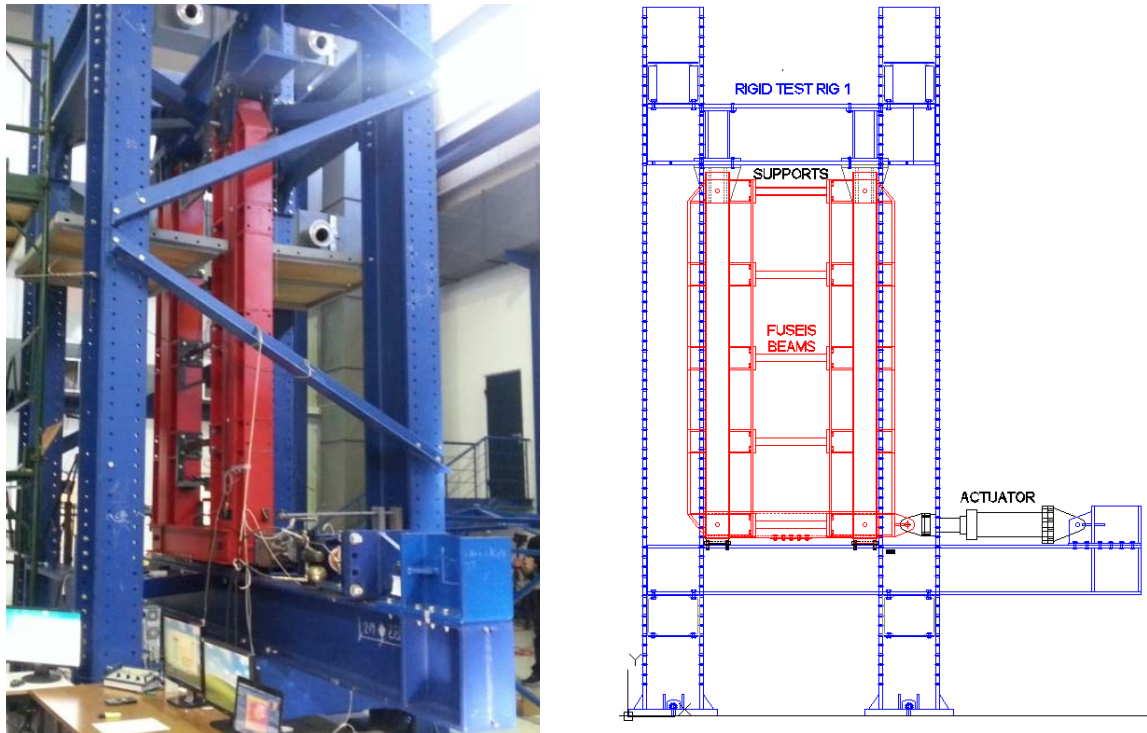 RIGID TEST RIG 1
SUPPORTS
FUSEIS
BEAMS
ACTUATOR
Y
X